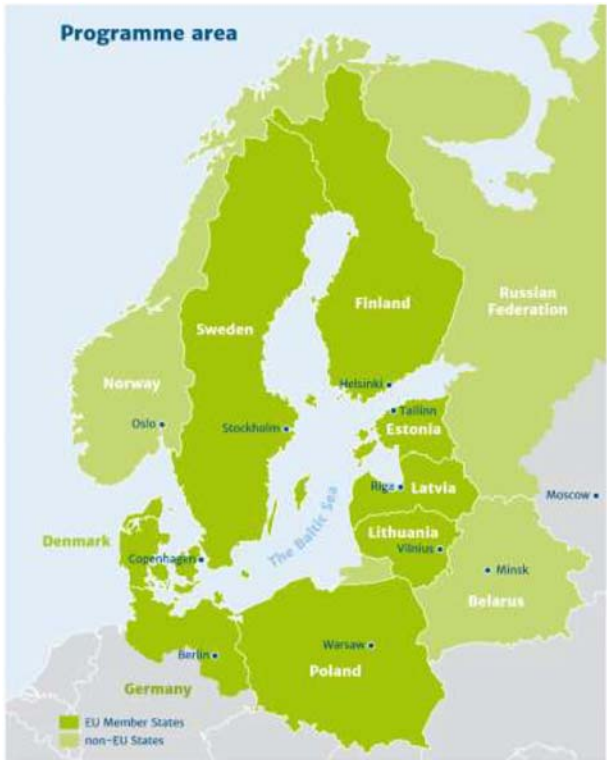 Programme area
Russian
Federation
Finland
Sweden
Norway
Helsinki
Oslo
Stockholm
Tallinn
Estonia
Riga
Latvia
Moscow
The Baltic Sea
Lithuania
Vilnius
Denmark
Copenhagen
Minsk
Belarus
Warsaw
Berlin
Poland
Germany
EU Member States
non-EU States